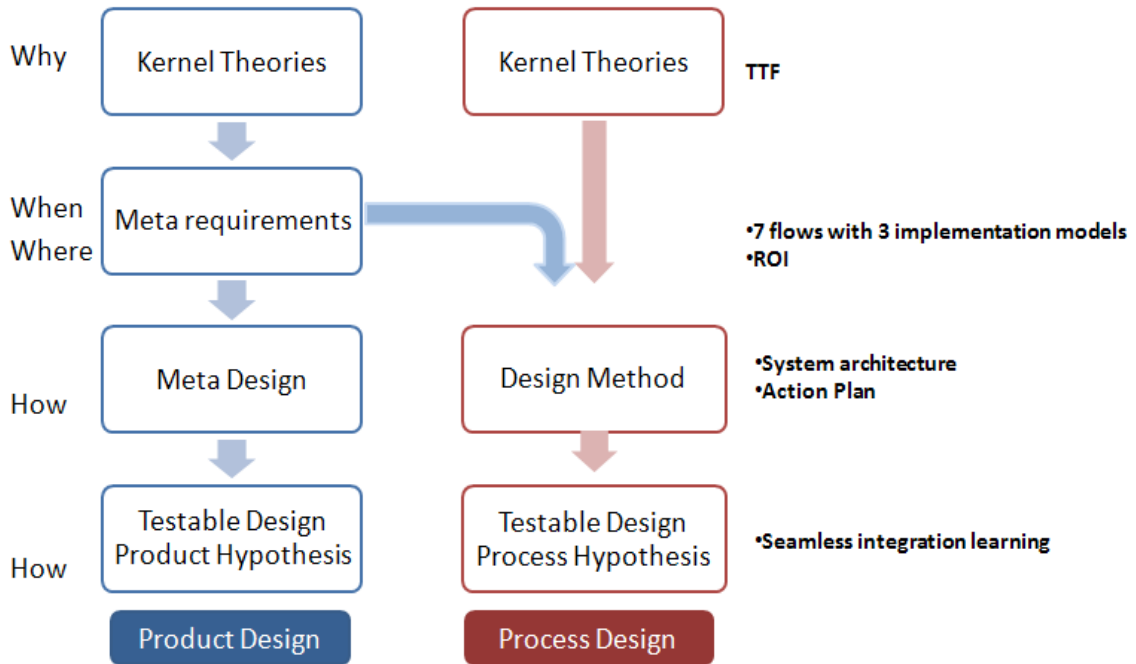 Why
Kernel Theories
Kernel Theories
TTF
When
Where
Meta requirements
•7 flows with 3 implementation models
•ROI
How
Meta Design
Design Method
•System architecture
•Action Plan
How
Testable Design
Product Hypothesis
Testable Design
Process Hypothesis
•Seamless integration learning
Product Design
Process Design